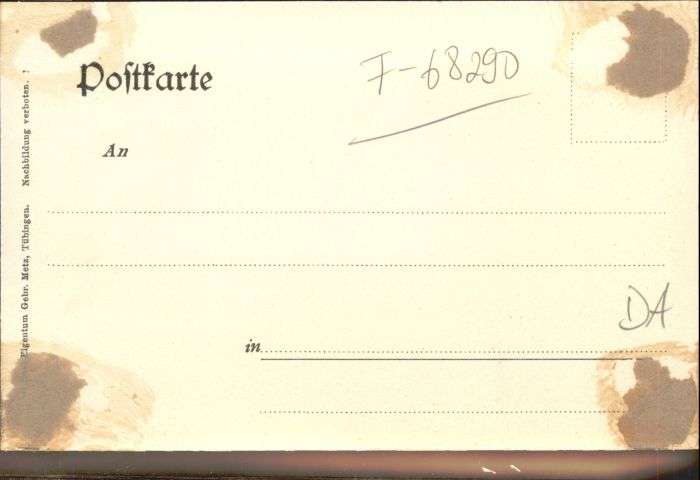 Poſtkarte
F-68290
An
DA
in
Eigentum Gebr. Metz, Tübingen. Nachbildung verboten.